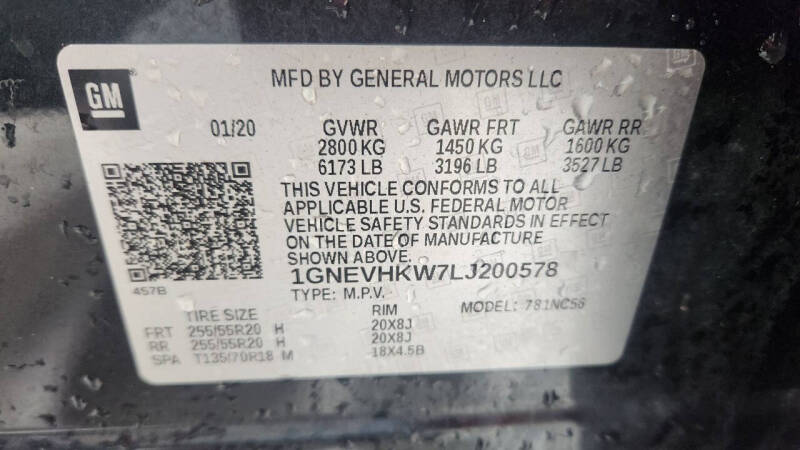 GM
MFD BY GENERAL MOTORS LLC
01/20 GVWR GAWR FRT GAWR RR
2800 KG 1450 KG 1600 KG
6173 LB 3196 LB 3527 LB
THIS VEHICLE CONFORMS TO ALL
APPLICABLE U.S. FEDERAL MOTOR
VEHICLE SAFETY STANDARDS IN EFFECT
ON THE DATE OF MANUFACTURE
SHOWN ABOVE.
457B
1GNEVHKW7LJ200578
TYPE: M.P.V. MODEL: 781NC56
TIRE SIZE RIM
FRT 255/55R20 H 20X8J
RR 255/55R20 H 20X8J
SPA T135/70R18 M 18X4.5B